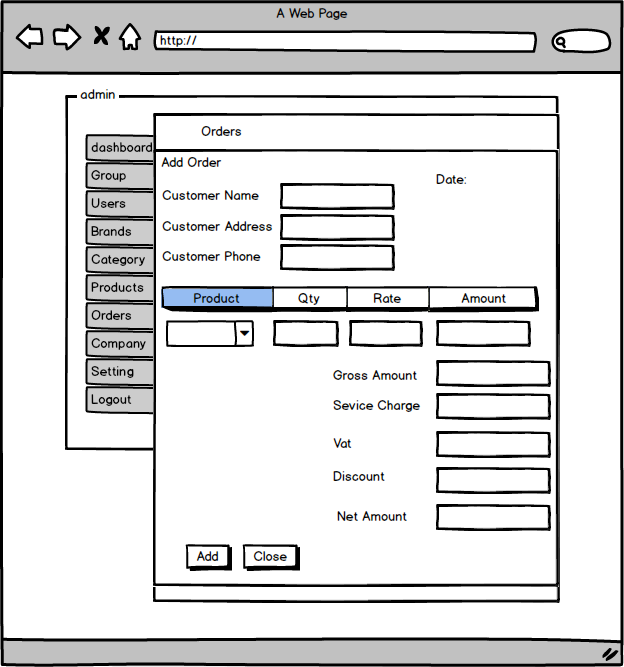 A Web Page
http://
admin
dashboard
Group
Users
Brands
Category
Products
Orders
Company
Setting
Logout
Orders
Add Order
Date:
Customer Name
Customer Address
Customer Phone
Product Qty Rate Amount
Gross Amount
Sevice Charge
Vat
Discount
Net Amount
Add Close